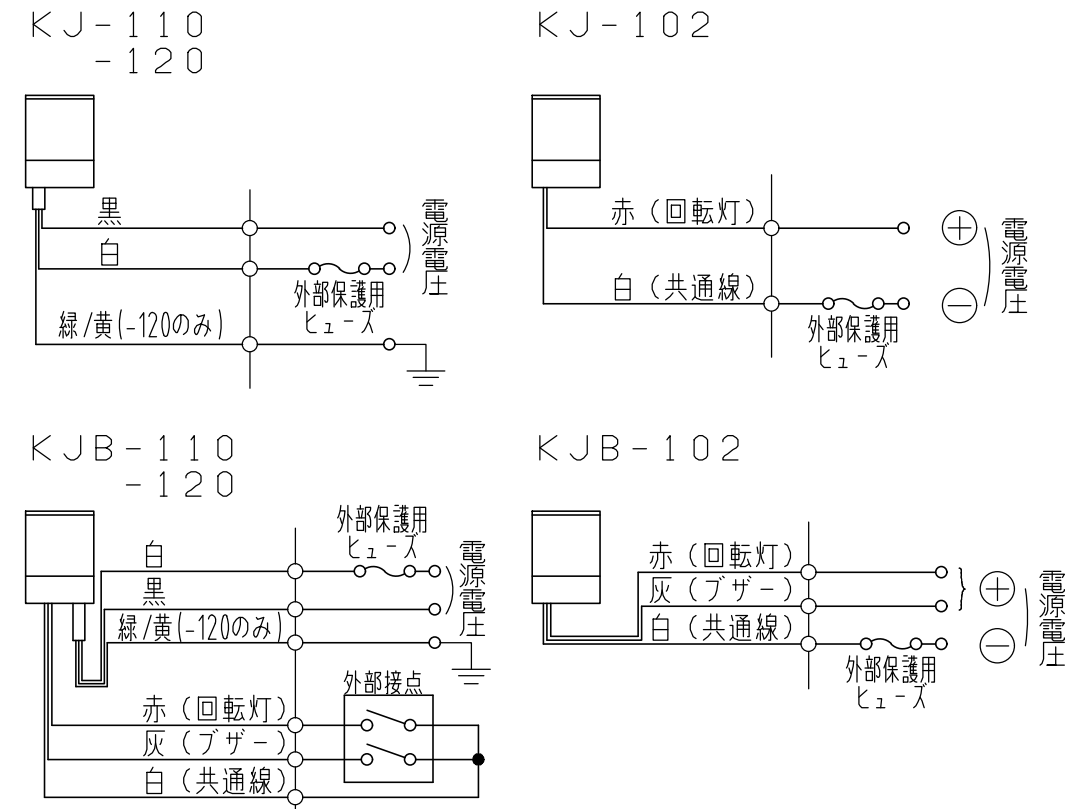 KJ-110
-120
黒
白
緑/黄(-120のみ)
外部保護用
ヒューズ
電源電圧
KJ-102
赤（回転灯）
白（共通線）
外部保護用
ヒューズ
＋
－
電源電圧
KJB-110
-120
外部保護用
ヒューズ
白
黒
緑/黄(-120のみ)
電源電圧
外部接点
赤（回転灯）
灰（ブザー）
白（共通線）
KJB-102
赤（回転灯）
灰（ブザー）
白（共通線）
外部保護用
ヒューズ
＋
－
電源電圧